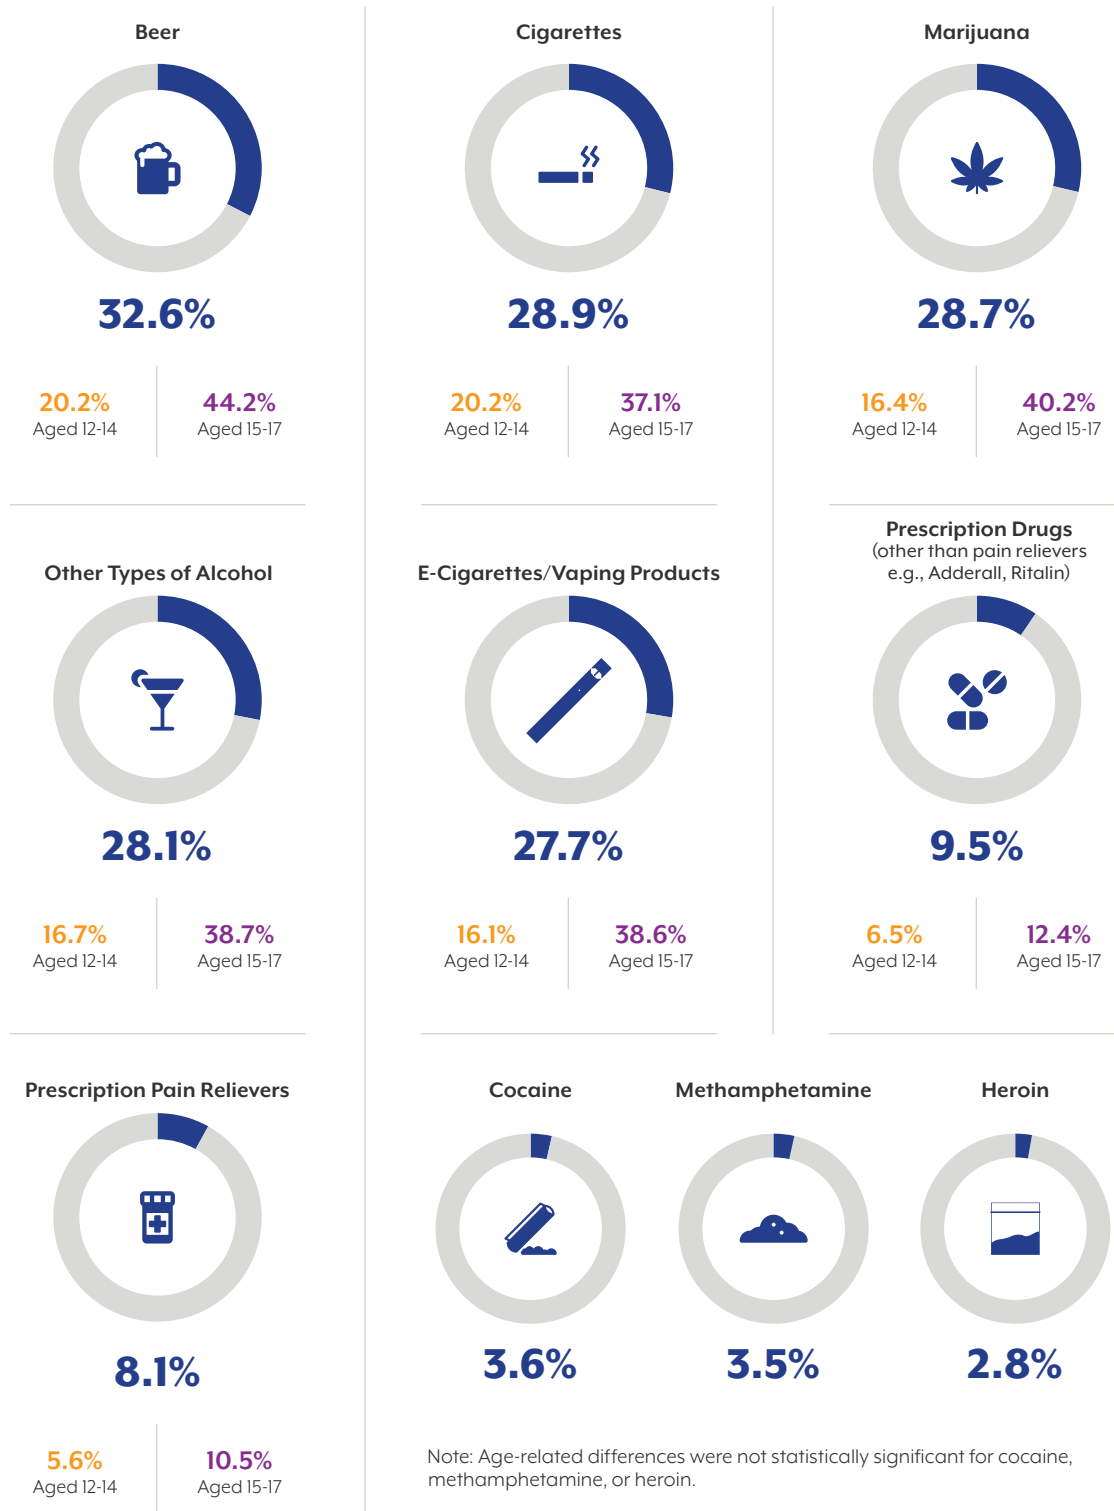 Beer
32.6%
20.2%
Aged 12-14
44.2%
Aged 15-17
Cigarettes
28.9%
20.2%
Aged 12-14
37.1%
Aged 15-17
Marijuana
28.7%
16.4%
Aged 12-14
40.2%
Aged 15-17
Other Types of Alcohol
28.1%
16.7%
Aged 12-14
38.7%
Aged 15-17
E-Cigarettes/Vaping Products
27.7%
16.1%
Aged 12-14
38.6%
Aged 15-17
Prescription Drugs
(other than pain relievers
e.g., Adderall, Ritalin)
9.5%
6.5%
Aged 12-14
12.4%
Aged 15-17
Prescription Pain Relievers
8.1%
5.6%
Aged 12-14
10.5%
Aged 15-17
Cocaine
3.6%
Methamphetamine
3.5%
Heroin
2.8%
Note: Age-related differences were not statistically significant for cocaine,
methamphetamine, or heroin.